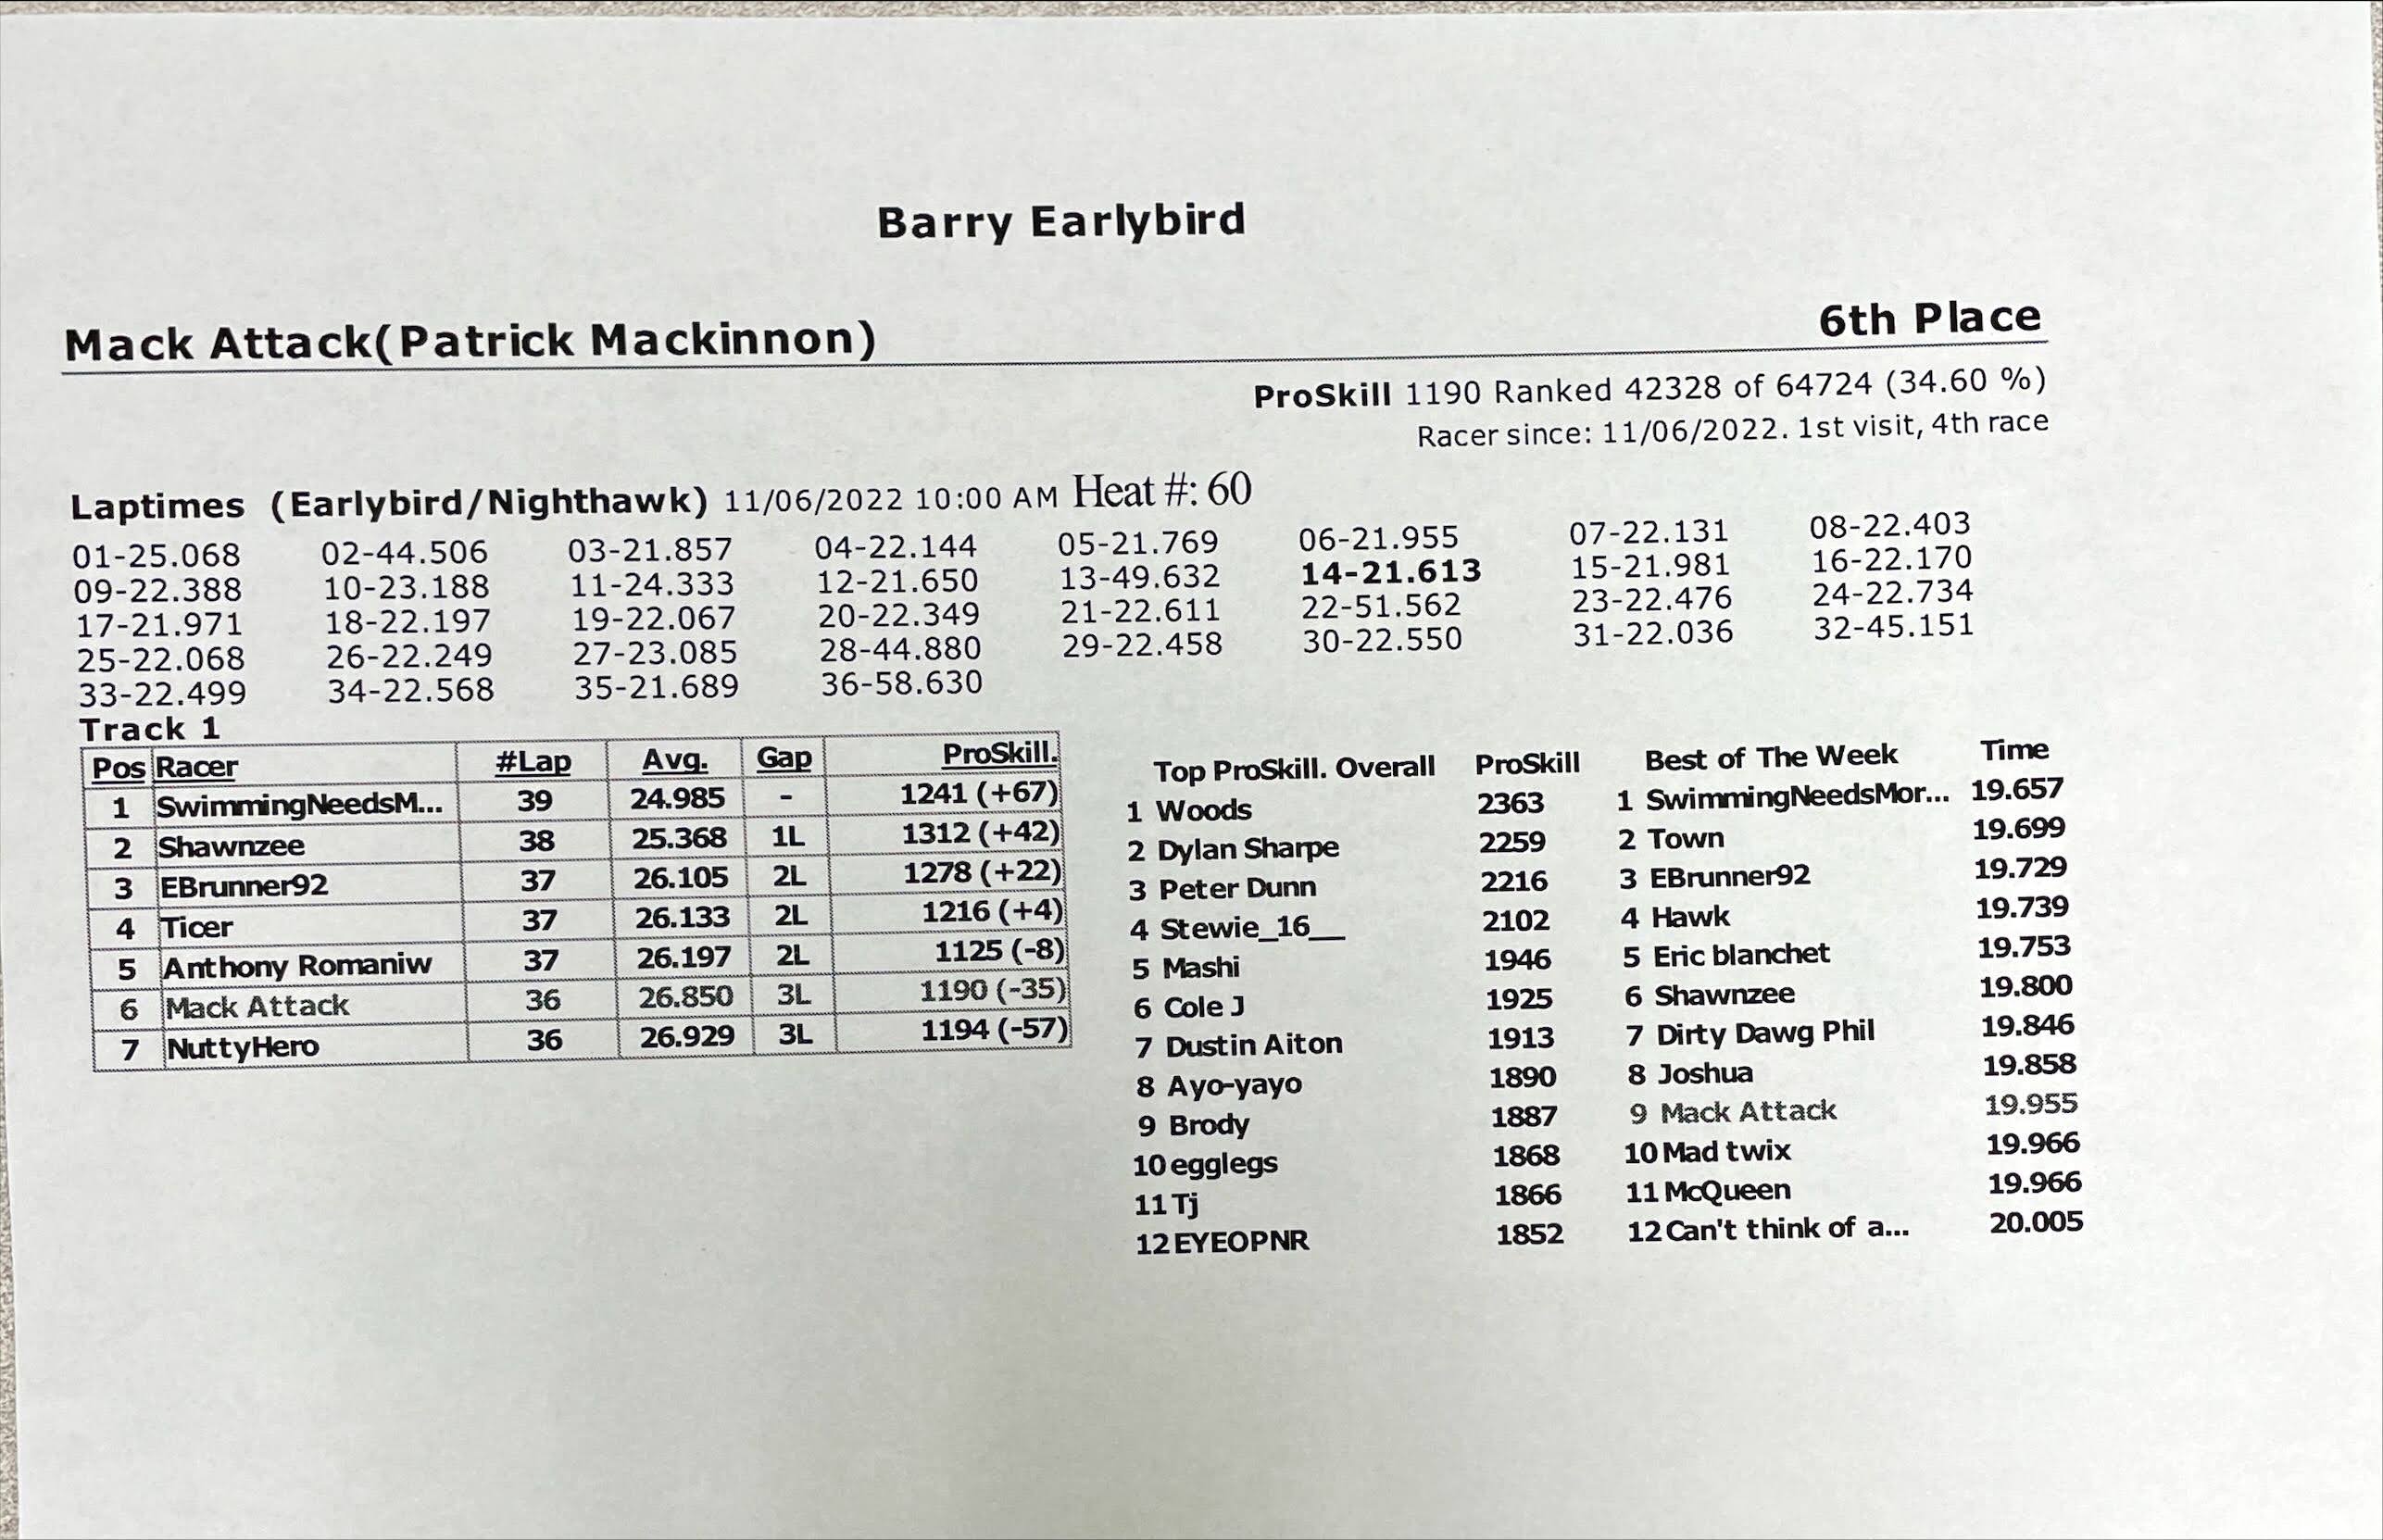 Barry Earlybird
Mack Attack(Patrick Mackinnon) 6th Place
ProSkill 1190 Ranked 42328 of 64724 (34.60 %)
Racer since: 11/06/2022. 1st visit, 4th race
Laptimes (Earlybird/Nighthawk) 11/06/2022 10:00 AM Heat #: 60
01-25.068 02-44.506 03-21.857 04-22.144 05-21.769 06-21.955 07-22.131 08-22.403
09-22.388 10-23.188 11-24.333 12-21.650 13-49.632 14-21.613 15-21.981 16-22.170
17-21.971 18-22.197 19-22.067 20-22.349 21-22.611 22-51.562 23-22.476 24-22.734
25-22.068 26-22.249 27-23.085 28-44.880 29-22.458 30-22.550 31-22.036 32-45.151
33-22.499 34-22.568 35-21.689 36-58.630
Track 1
Pos Racer #Lap Avg. Gap ProSkill.
1 SwimmingNeedsM... 39 24.985 - 1241 (+67)
2 Shawnzee 38 25.368 1L 1312 (+42)
3 EBrunner92 37 26.105 2L 1278 (+22)
4 Ticer 37 26.133 2L 1216 (+4)
5 Anthony Romaniw 37 26.197 2L 1125 (-8)
6 Mack Attack 36 26.850 3L 1190 (-35)
7 NuttyHero 36 26.929 3L 1194 (-57)
Top ProSkill. Overall ProSkill
1 Woods 2363
2 Dylan Sharpe 2259
3 Peter Dunn 2216
4 Stewie_16__ 2102
5 Mashi 1946
6 Cole J 1925
7 Dustin Aiton 1913
8 Ayo-yayo 1890
9 Brody 1887
10 egglegs 1868
11 Tj 1866
12 EYEOPNR 1852
Best of The Week Time
1 SwimmingNeedsMor... 19.657
2 Town 19.699
3 EBrunner92 19.729
4 Hawk 19.739
5 Eric blanchet 19.753
6 Shawnzee 19.800
7 Dirty Dawg Phil 19.846
8 Joshua 19.858
9 Mack Attack 19.955
10 Mad twix 19.966
11 McQueen 19.966
12 Can't think of a... 20.005